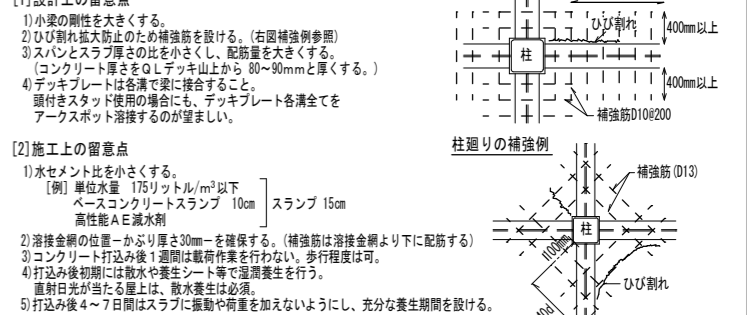 [1]設計上の留意点
1)小梁の剛性を大きくする。
2)ひび割れ拡大防止のため補強筋を設ける。(右図補強例参照)
3)スパンとスラブ厚さの比を小さくし、配筋量を大きくする。
(コンクリート厚さをQLデッキ山上から 80~90mmと厚くする。)
4)デッキプレートは各溝で梁に接合すること。
頭付きスタッド使用の場合にも、デッキプレート各溝全てを
アークスポット溶接するのが望ましい。
[2]施工上の留意点
1)水セメント比を小さくする。
[例] 単位水量 175リットル/m³以下
ベースコンクリートスランプ 10cm
高性能AE減水剤
スランプ 15cm
2)溶接金網の位置-かぶり厚さ30mm-を確保する。(補強筋は溶接金網より下に配筋する)
3)コンクリート打込み後1週間は載荷作業を行わない。歩行程度は可。
4)打込み後初期には散水や養生シート等で湿潤養生を行う。
直射日光が当たる屋上は、散水養生は必須。
5)打込み後4~7日間はスラブに振動や荷重を加えないようにし、充分な養生期間を設ける。
ひび割れ
400mm以上
柱
400mm以上
補強筋D10@200
柱廻りの補強例
補強筋(D13)
柱
1100mm
ひび割れ
40d